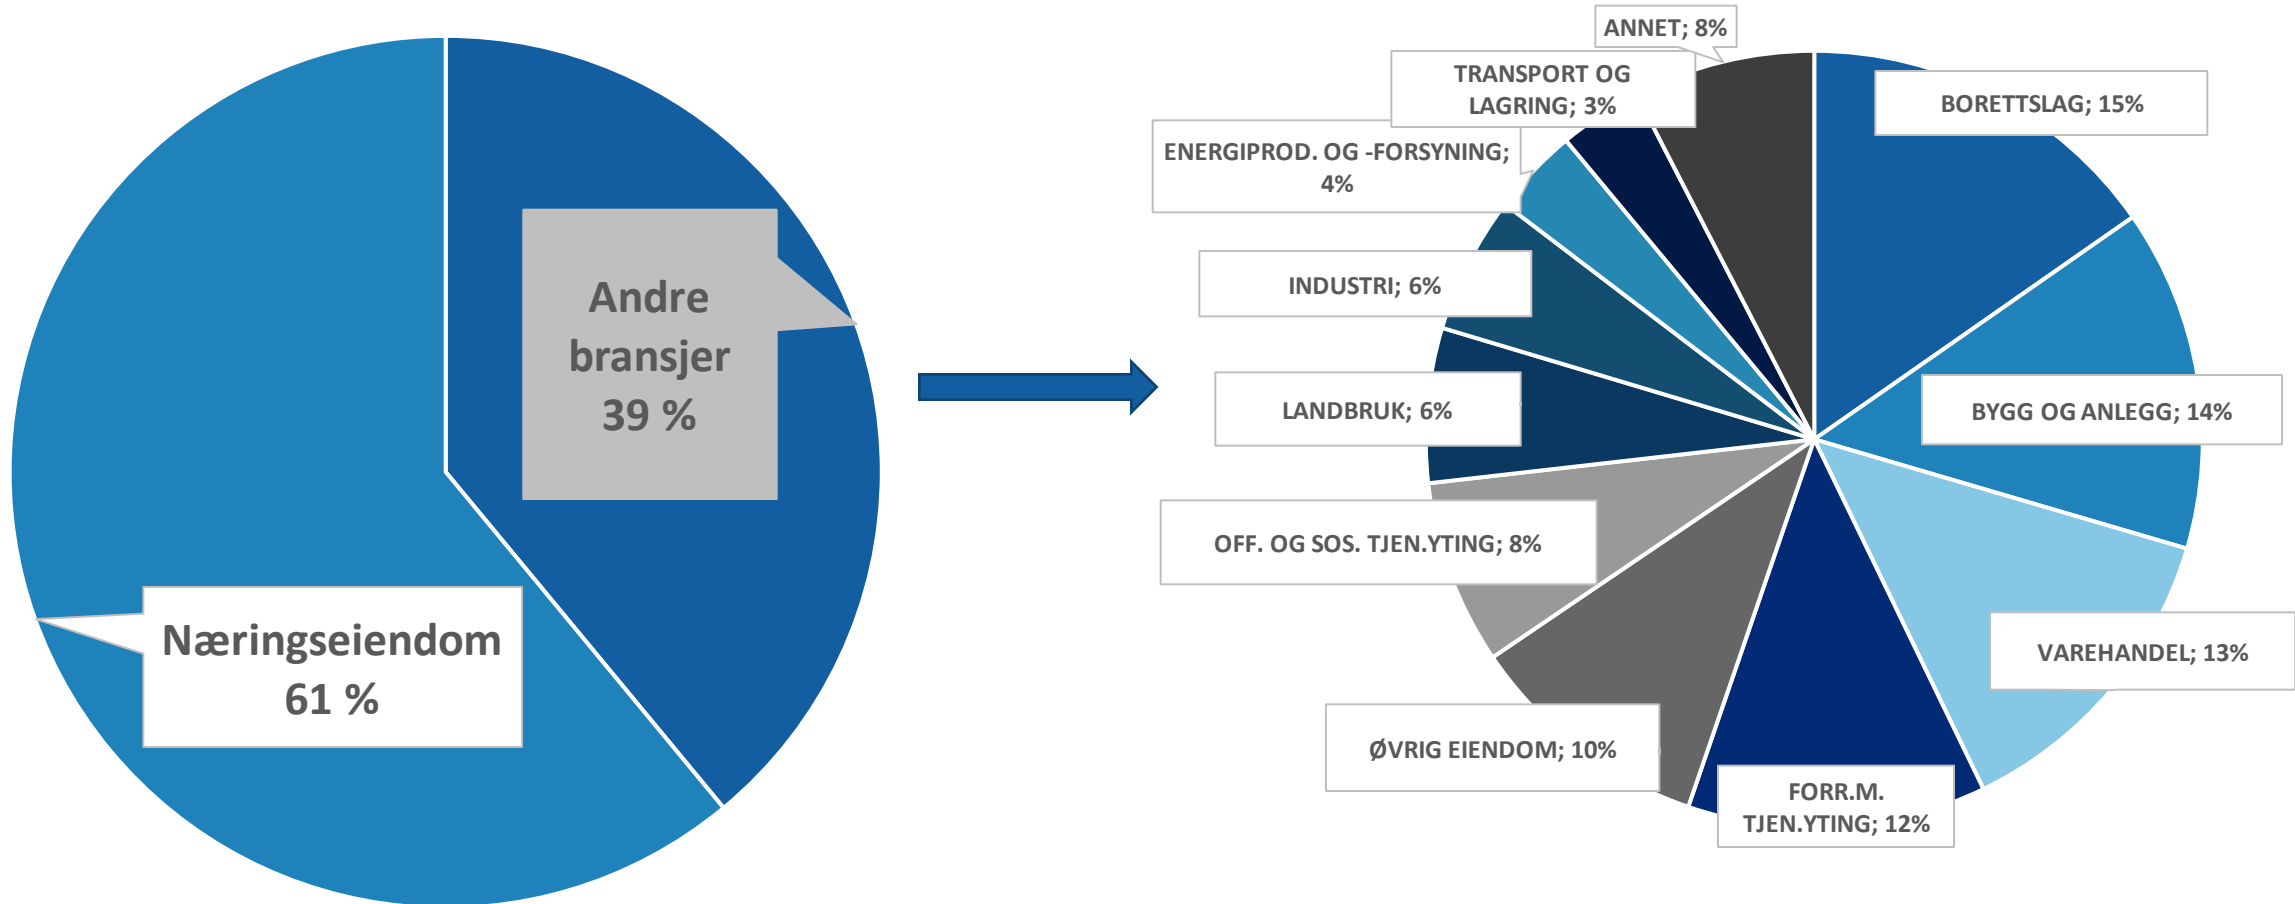 Andre
bransjer
39 %
Næringseiendom
61 %
ANNET; 8%
TRANSPORT OG
LAGRING; 3%
ENERGIPROD. OG -FORSYNING;
4%
INDUSTRI; 6%
LANDBRUK; 6%
OFF. OG SOS. TJEN.YTING; 8%
ØVRIG EIENDOM; 10%
FORR.M.
TJEN.YTING; 12%
VAREHANDEL; 13%
BYGG OG ANLEGG; 14%
BORETTSLAG; 15%